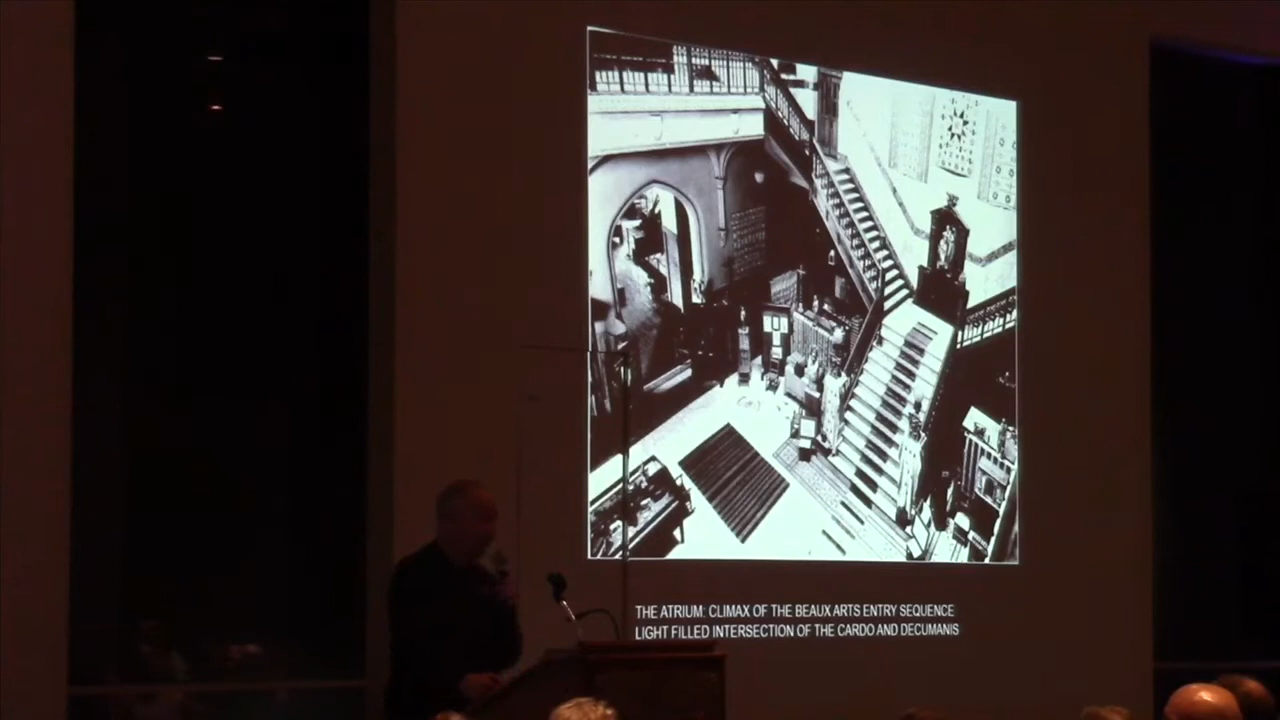 THE ATRIUM: CLIMAX OF THE BEAUX ARTS ENTRY SEQUENCE
LIGHT FILLED INTERSECTION OF THE CARDO AND DECUMANIS